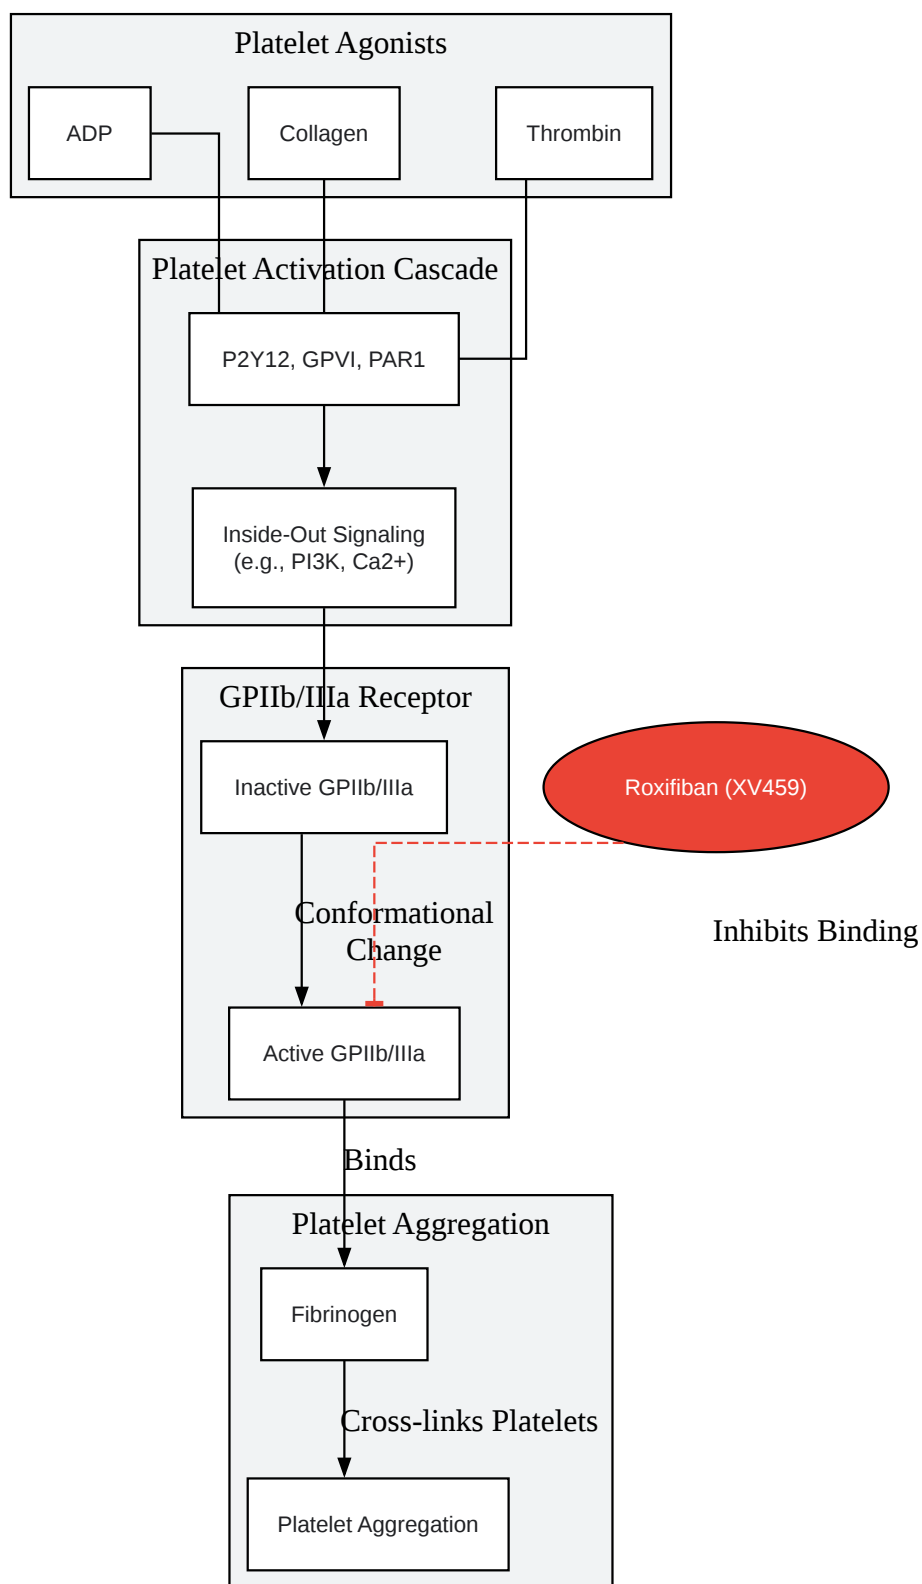 Platelet Agonists
ADP
Collagen
Thrombin
Platelet Activation Cascade
P2Y12, GPVI, PAR1
Inside-Out Signaling
(e.g., PI3K, Ca2+)
GPIIb/IIIa Receptor
Inactive GPIIb/IIIa
Roxifiban (XV459)
Conformational
Change
Inhibits Binding
Active GPIIb/IIIa
Binds
Platelet Aggregation
Fibrinogen
Cross-links Platelets
Platelet Aggregation